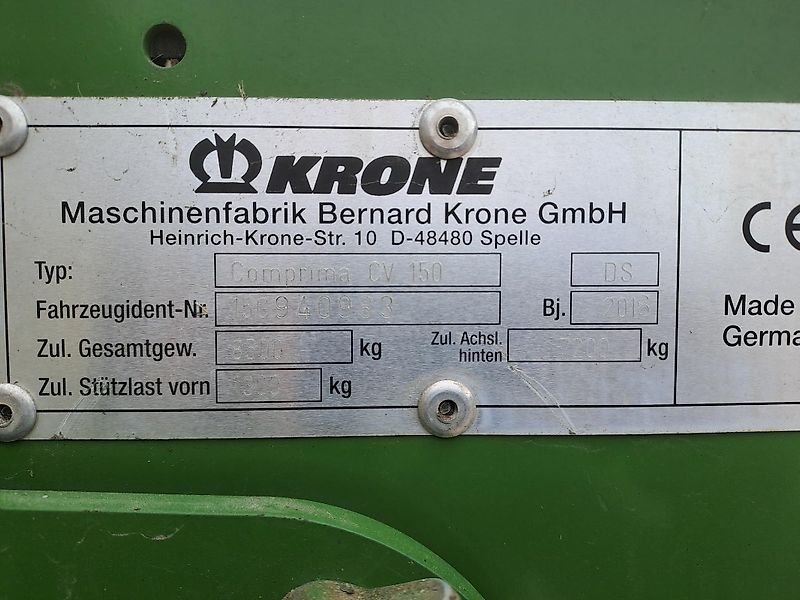 KRONE
Maschinenfabrik Bernard Krone GmbH
Heinrich-Krone-Str. 10 D-48480 Spelle
Typ: Comprima CV 150 DS
Fahrzeugident-Nr. Bj.
Zul. Gesamtgew. kg Zul. Achsl. hinten 7200 kg
Zul. Stützlast vorn kg
CE
Made
Germa